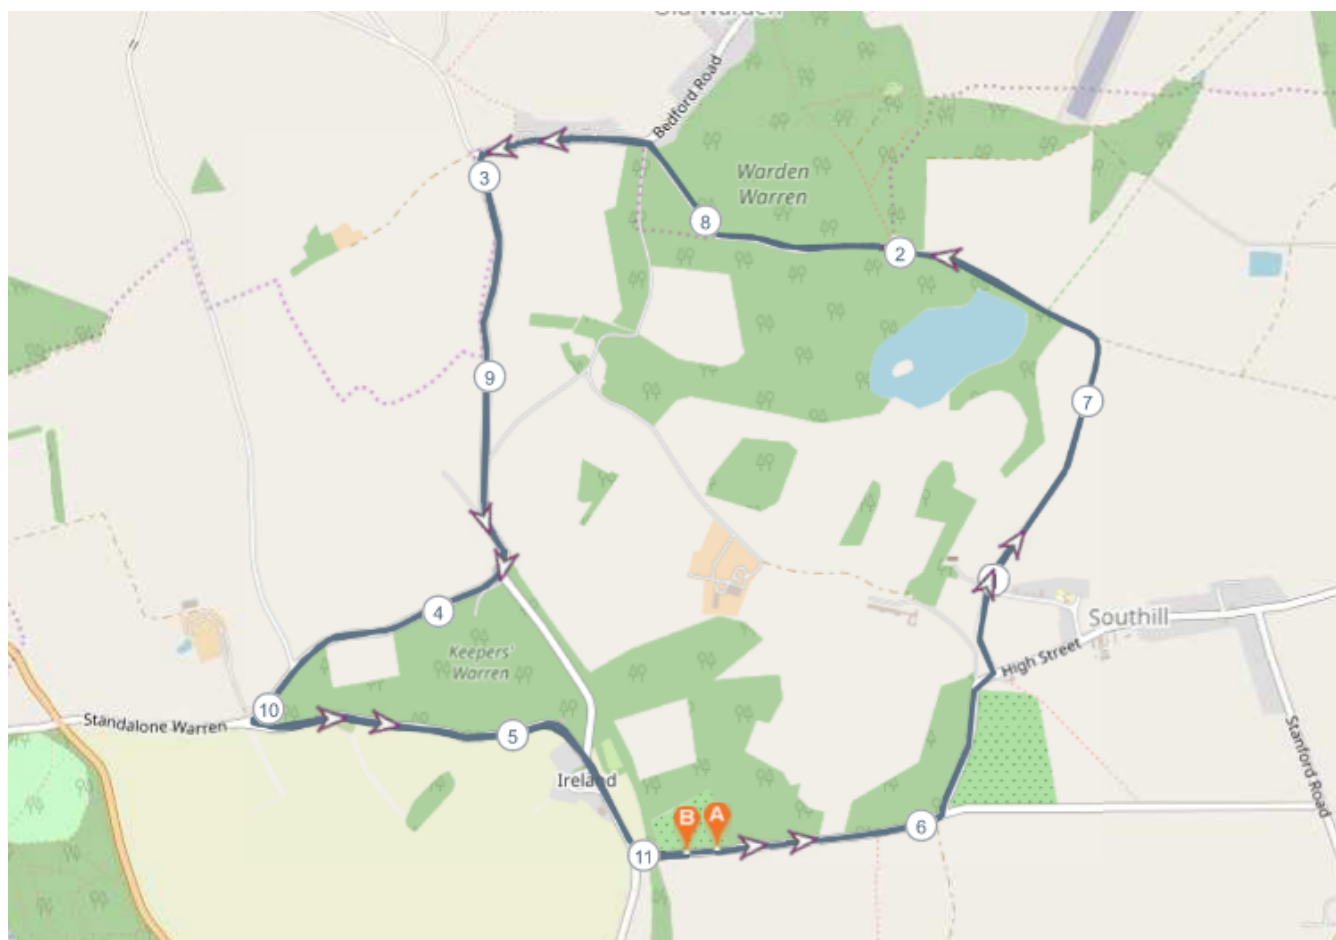 Old Warden
Bedford Road
Warden
Warren
3
8
2
9
7
Southill
High Street
4
Keepers'
Warren
10
Standalone Warren
5
Stanford Road
Ireland
B
A
6
11